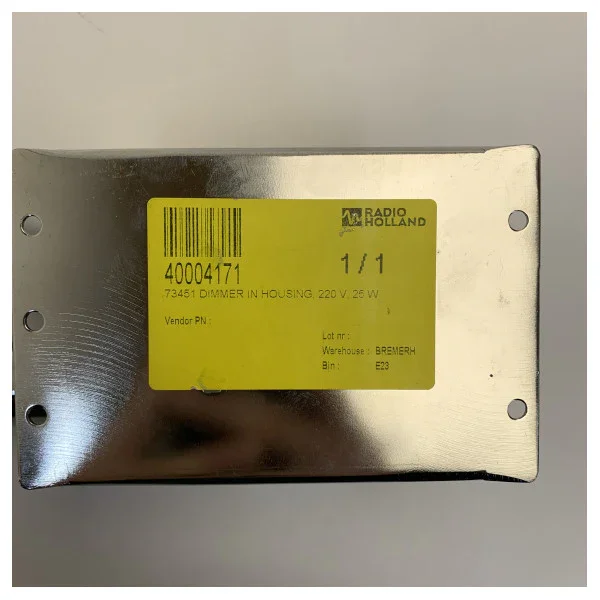 RADIO
HOLLAND
40004171
1 / 1
73451 DIMMER IN HOUSING, 220 V, 25 W
Vendor PN :
Lot nr :
Warehouse : BREMERH
Bin : E23